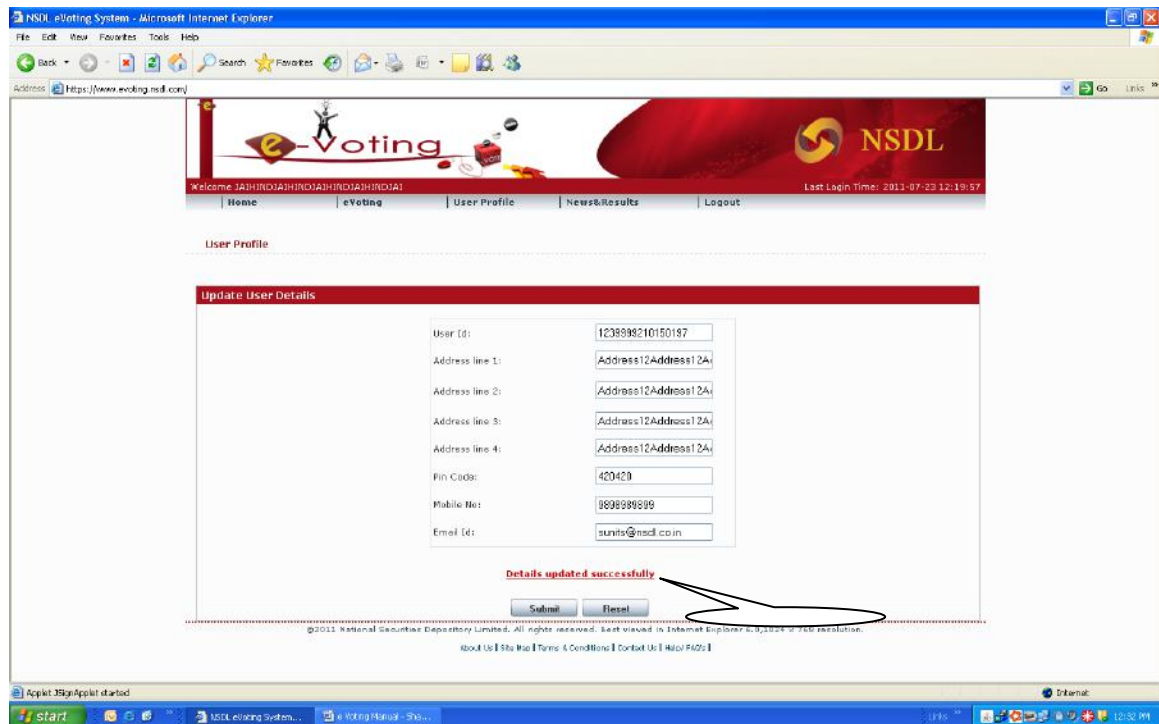 NSDL eVoting System - Microsoft Internet Explorer
File Edit View Favorites Tools Help
Back Search Favorites
Address https://www.evoting.nsdl.com/ Go Links »
e-Voting
VOTE
NSDL
Welcome JAIHINDJAIHINDJAIHINDJAIHINDJAI Last Login Time: 2011-07-23 12:19:57
Home eVoting User Profile News&Results Logout
User Profile
Update User Details
User Id:
Address line 1: Address12Address12A
Address line 2: Address12Address12A
Address line 3: Address12Address12A
Address line 4: Address12Address12A
Pin Code:
Mobile No:
Email Id: sunits@nsdl.co.in
Details updated successfully
Submit Reset
@2011 National Securities Depository Limited. All rights reserved. Best viewed in Internet Explorer 6.0,1024 x 768 resolution.
About Us | Site Map | Terms & Conditions | Contact Us | Help/ FAQ's |
Applet JSignApplet started Internet
start » NSDL eVoting System... e Voting Manual - Sha... Links » 12:32 PM